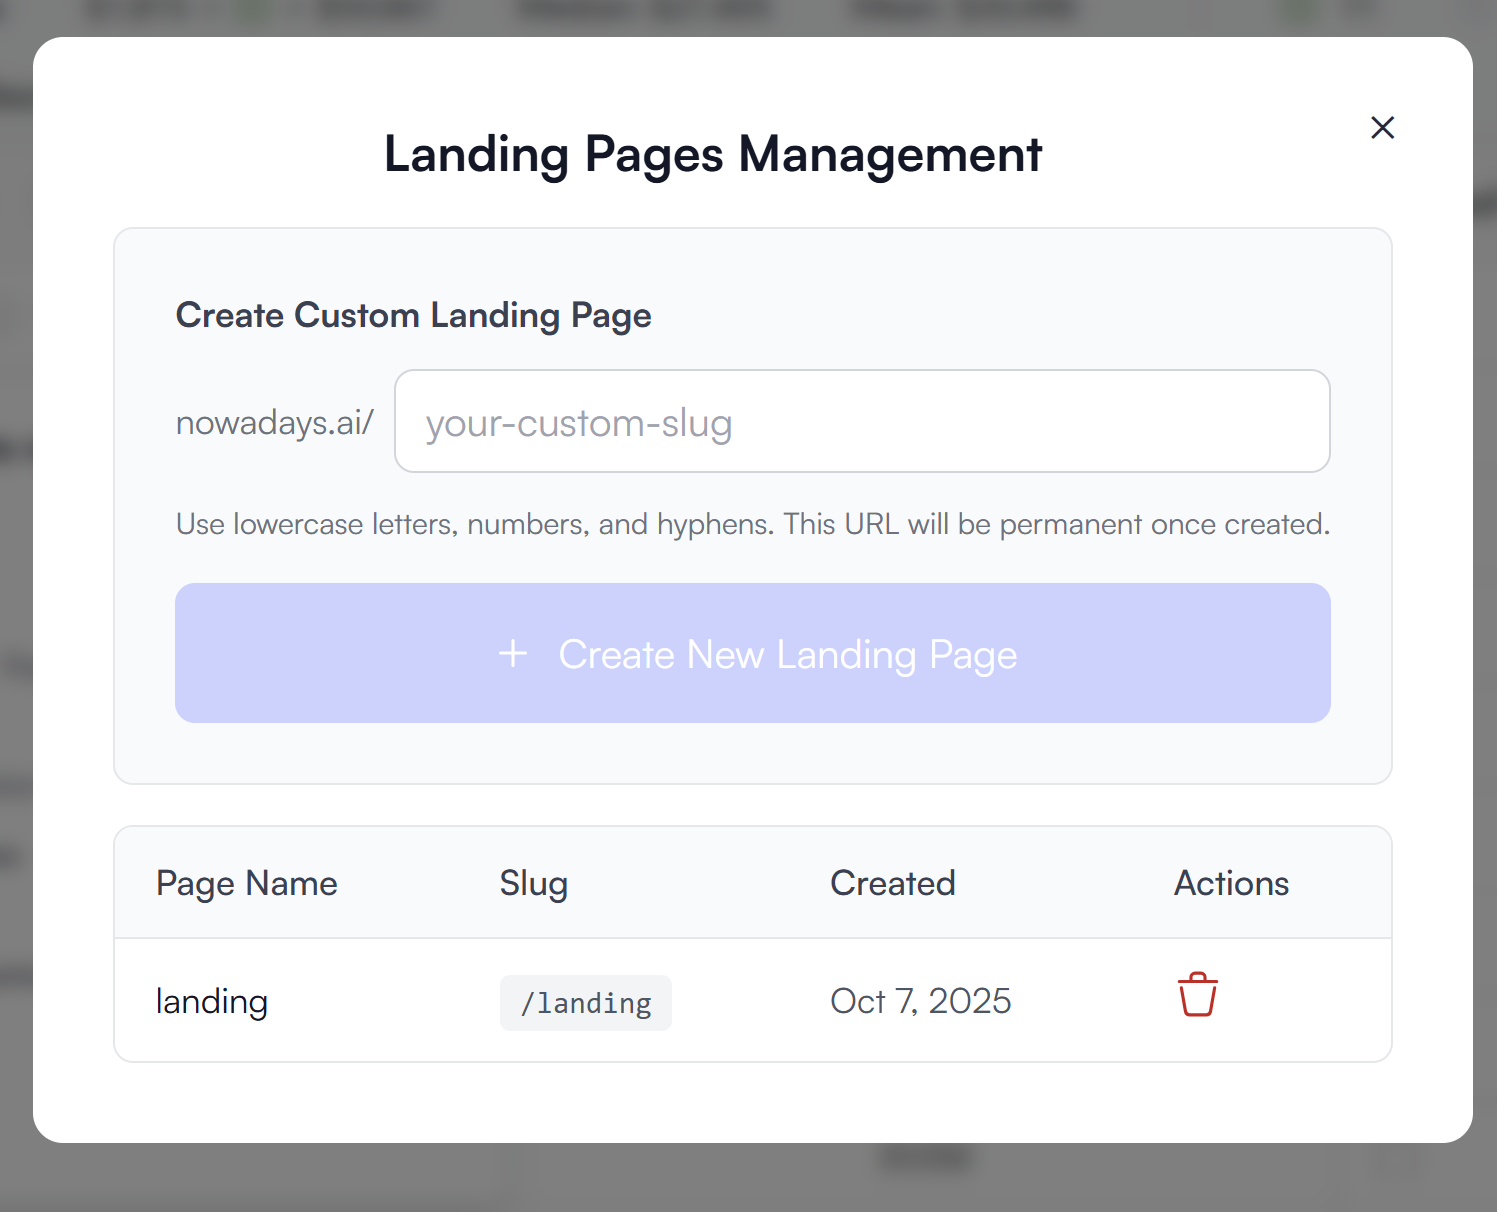 Landing Pages Management
Create Custom Landing Page
nowadays.ai/ your-custom-slug
Use lowercase letters, numbers, and hyphens. This URL will be permanent once created.
+ Create New Landing Page
Page Name Slug Created Actions
landing /landing Oct 7, 2025